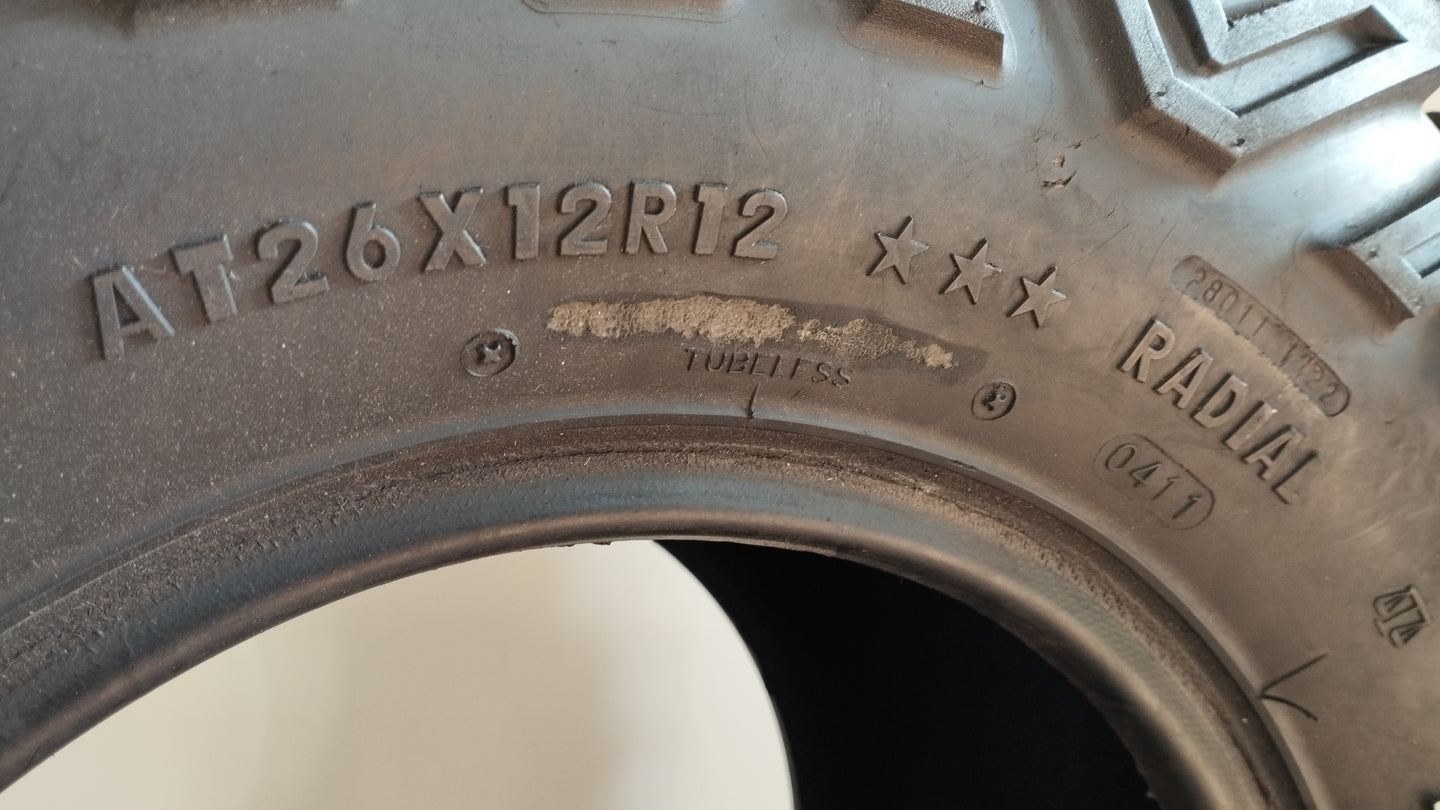 AT26X12R12 ★★★
TUBELESS
RADIAL
0411